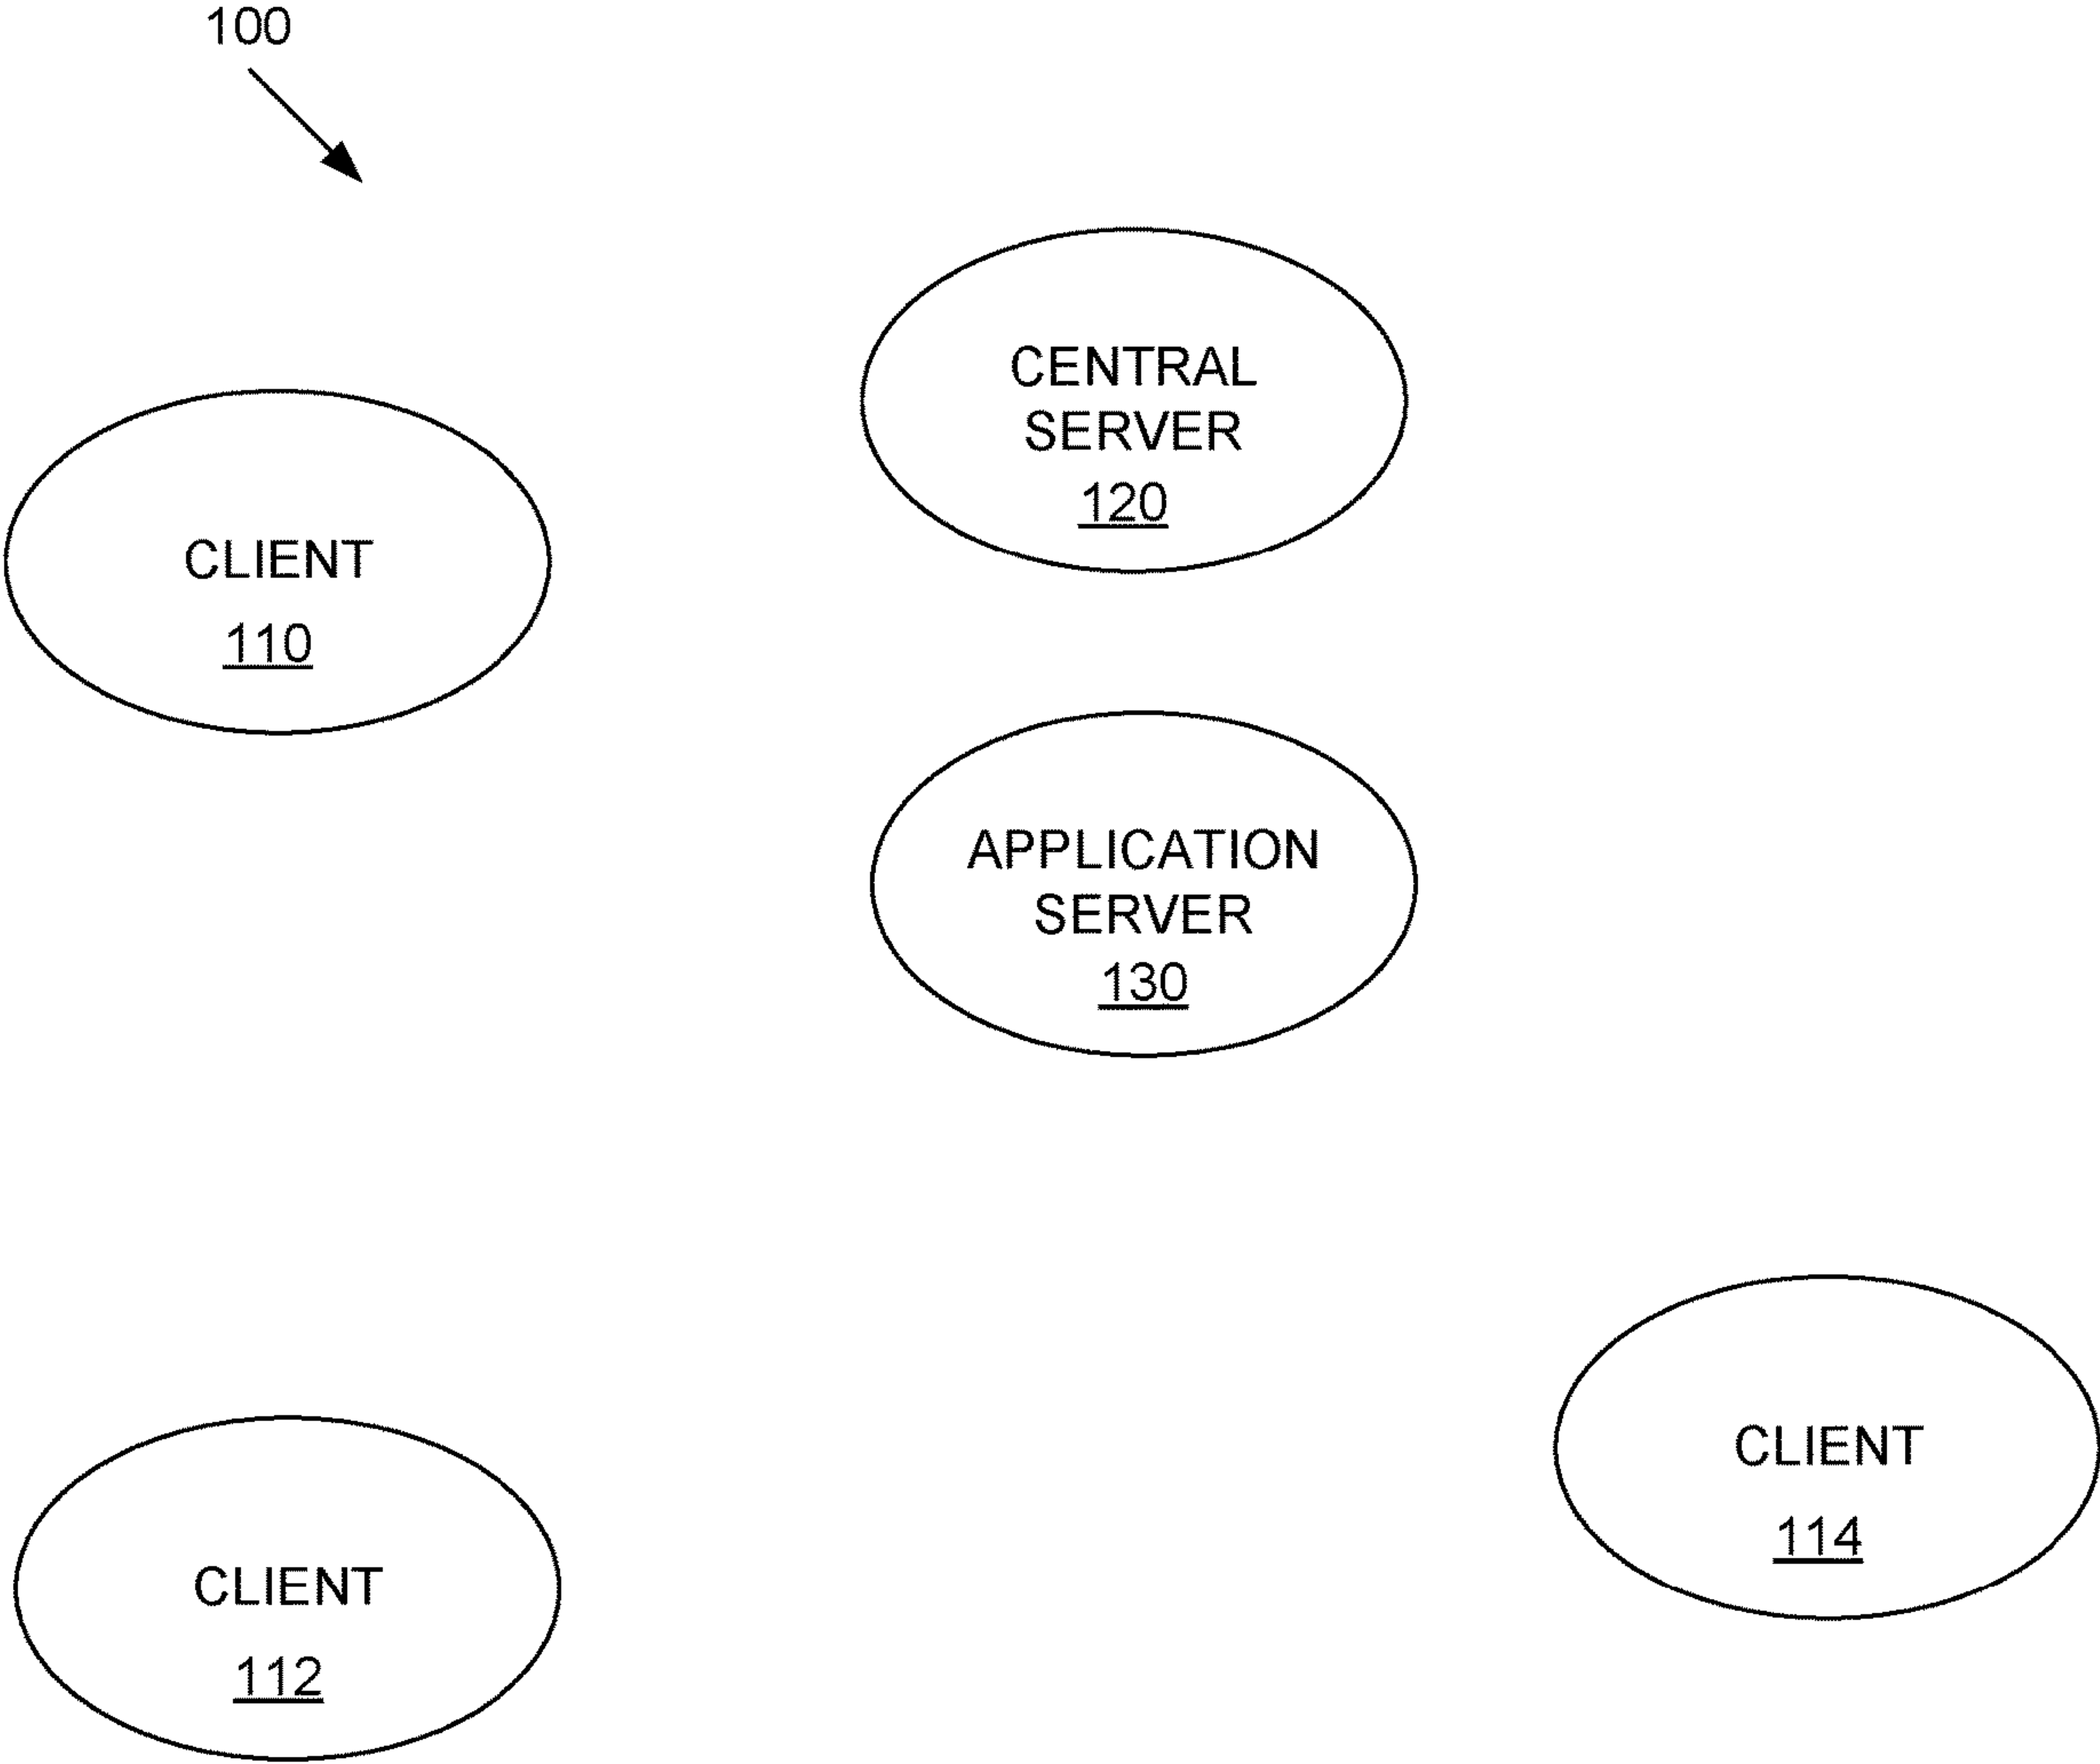 100
CENTRAL
SERVER
120
CLIENT
110
APPLICATION
SERVER
130
CLIENT
114
CLIENT
112